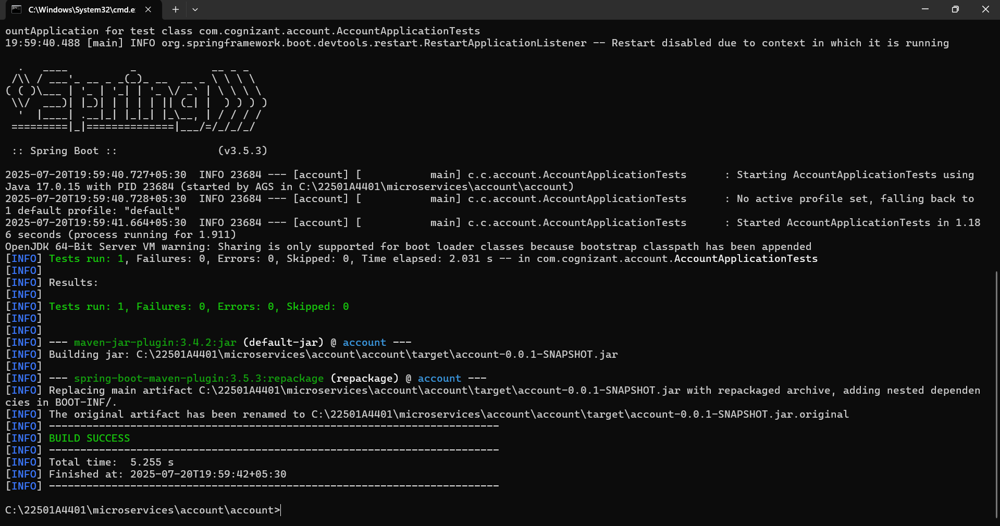 C:\Windows\System32\cmd.e
ountApplication for test class com.cognizant.account.AccountApplicationTests
19:59:40.488 [main] INFO org.springframework.boot.devtools.restart.RestartApplicationListener -- Restart disabled due to context in which it is running

  .   ____          _            __ _ _
 /\\ / ___'_ __ _ _(_)_ __  __ _ \ \ \ \
( ( )\___ | '_ | '_| | '_ \/ _` | \ \ \ \
 \\/  ___)| |_)| | | | | || (_| |  ) ) ) )
  '  |____| .__|_| |_|_| |_\__, | / / / /
 =========|_|==============|___/=/_/_/_/

 :: Spring Boot ::                (v3.5.3)

2025-07-20T19:59:40.727+05:30  INFO 23684 --- [account] [           main] c.c.account.AccountApplicationTests      : Starting AccountApplicationTests using
Java 17.0.15 with PID 23684 (started by AGS in C:\22501A4401\microservices\account\account)
2025-07-20T19:59:40.728+05:30  INFO 23684 --- [account] [           main] c.c.account.AccountApplicationTests      : No active profile set, falling back to
1 default profile: "default"
2025-07-20T19:59:41.664+05:30  INFO 23684 --- [account] [           main] c.c.account.AccountApplicationTests      : Started AccountApplicationTests in 1.18
6 seconds (process running for 1.911)
OpenJDK 64-Bit Server VM warning: Sharing is only supported for boot loader classes because bootstrap classpath has been appended
[INFO] Tests run: 1, Failures: 0, Errors: 0, Skipped: 0, Time elapsed: 2.031 s -- in com.cognizant.account.AccountApplicationTests
[INFO]
[INFO] Results:
[INFO]
[INFO] Tests run: 1, Failures: 0, Errors: 0, Skipped: 0
[INFO]
[INFO]
[INFO] --- maven-jar-plugin:3.4.2:jar (default-jar) @ account ---
[INFO] Building jar: C:\22501A4401\microservices\account\account\target\account-0.0.1-SNAPSHOT.jar
[INFO]
[INFO] --- spring-boot-maven-plugin:3.5.3:repackage (repackage) @ account ---
[INFO] Replacing main artifact C:\22501A4401\microservices\account\account\target\account-0.0.1-SNAPSHOT.jar with repackaged archive, adding nested dependen
cies in BOOT-INF/.
[INFO] The original artifact has been renamed to C:\22501A4401\microservices\account\account\target\account-0.0.1-SNAPSHOT.jar.original
[INFO] ------------------------------------------------------------------------
[INFO] BUILD SUCCESS
[INFO] ------------------------------------------------------------------------
[INFO] Total time:  5.255 s
[INFO] Finished at: 2025-07-20T19:59:42+05:30
[INFO] ------------------------------------------------------------------------

C:\22501A4401\microservices\account\account>